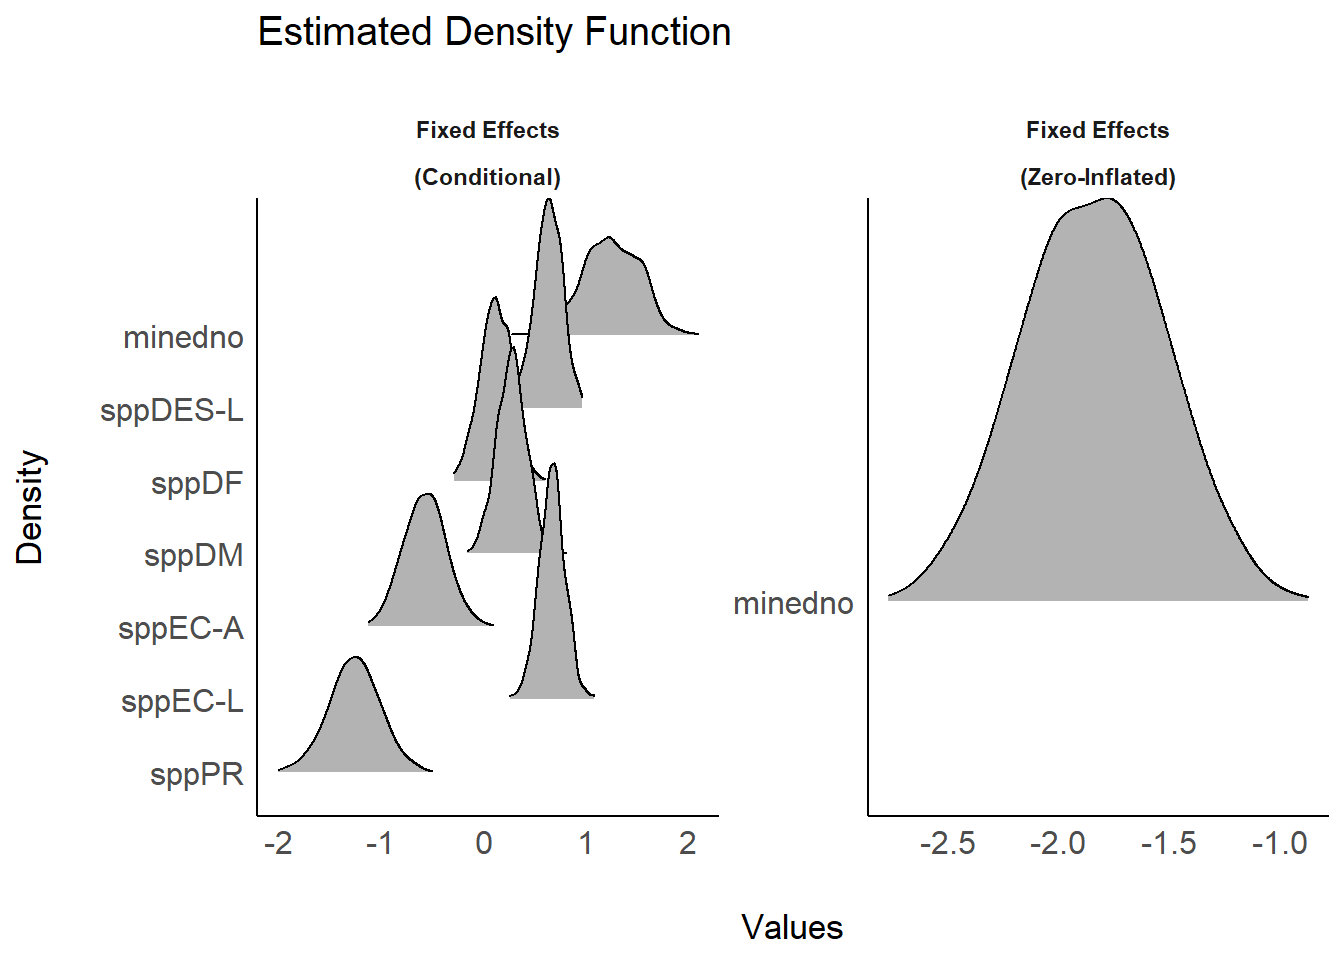 Estimated Density Function
Fixed Effects
(Conditional)
Fixed Effects
(Zero-Inflated)
Density
minedno
sppDES-L
sppDF
sppDM
sppEC-A
sppEC-L
sppPR
minedno
-2 -1 0 1 2
-2.5 -2.0 -1.5 -1.0
Values